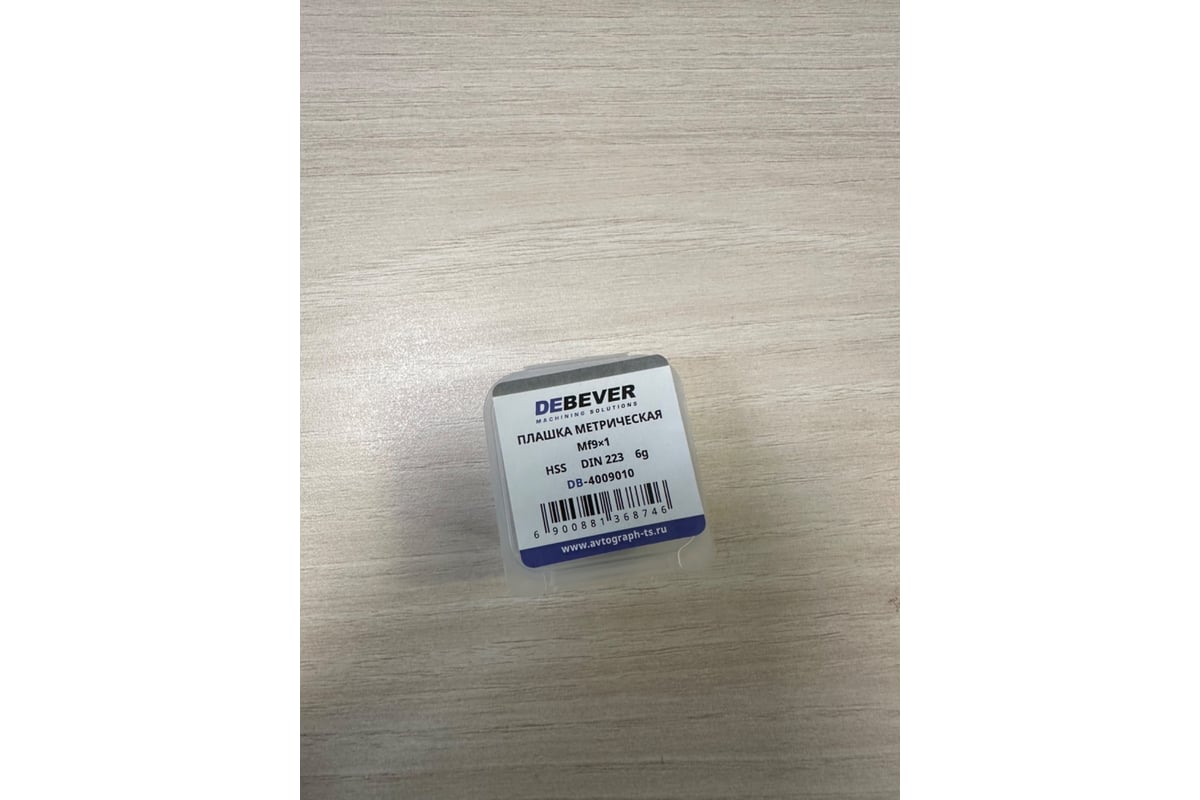 DEBEVER
MACHINING SOLUTIONS
ПЛАШКА МЕТРИЧЕСКАЯ
Mf9×1
HSS DIN 223 6g
DB-4009010
6 900881 368746
www.avtograph-ts.ru